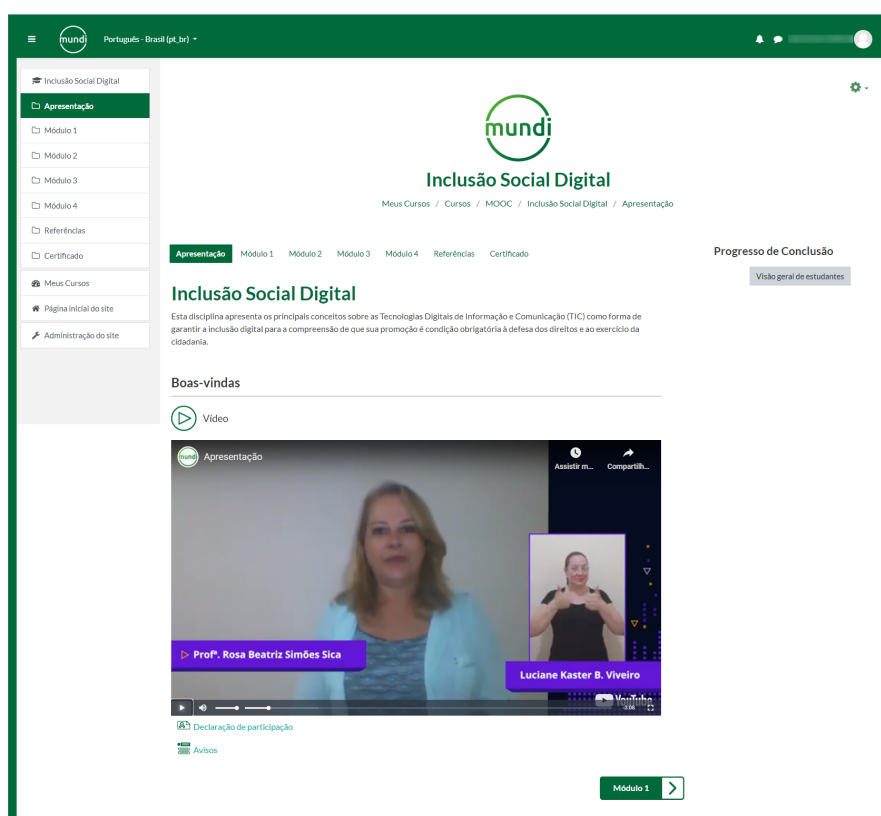 mundi
Português - Brasil (pt_br)
Inclusão Social Digital
Apresentação
Módulo 1
Módulo 2
Módulo 3
Módulo 4
Referências
Certificado
Meus Cursos
Página inicial do site
Administração do site
mundi
Inclusão Social Digital
Meus Cursos / Cursos / MOOC / Inclusão Social Digital / Apresentação
Apresentação Módulo 1 Módulo 2 Módulo 3 Módulo 4 Referências Certificado
Progresso de Conclusão
Visão geral de estudantes
Inclusão Social Digital
Esta disciplina apresenta os principais conceitos sobre as Tecnologias Digitais de Informação e Comunicação (TIC) como forma de
garantir a inclusão digital para a compreensão de que sua promoção é condição obrigatória à defesa dos direitos e ao exercício da
cidadania.
Boas-vindas
Vídeo
mundi Apresentação
Assistir m... Compartilh...
Profª. Rosa Beatriz Simões Sica
Luciane Kaster B. Viveiro
YouTube
-3:08
Declaração de participação
Avisos
Módulo 1